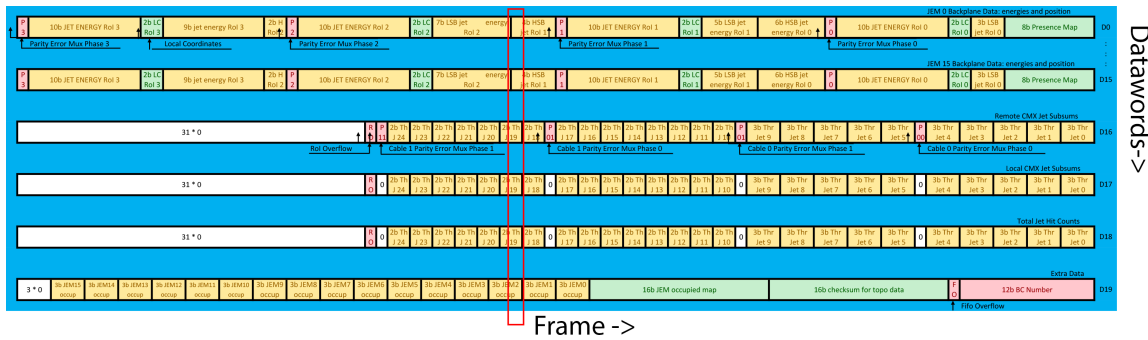 JEM 0 Backplane Data: energies and position
P 3 10b JET ENERGY RoI 3 2b LC RoI 3 9b jet energy RoI 3 2b H RoI 2 P 2 10b JET ENERGY RoI 2 2b LC RoI 2 7b LSB jet energy RoI 2 4b HSB jet RoI 1 P 1 10b JET ENERGY RoI 1 2b LC RoI 1 5b LSB jet energy RoI 1 6b HSB jet energy RoI 0 P 0 10b JET ENERGY RoI 0 2b LC RoI 0 3b LSB jet RoI 0 8b Presence Map D0
Parity Error Mux Phase 3 Local Coordinates Parity Error Mux Phase 2 Parity Error Mux Phase 1 Parity Error Mux Phase 0
JEM 15 Backplane Data: energies and position
P 3 10b JET ENERGY RoI 3 2b LC RoI 3 9b jet energy RoI 3 2b H RoI 2 P 2 10b JET ENERGY RoI 2 2b LC RoI 2 7b LSB jet energy RoI 2 4b HSB jet RoI 1 P 1 10b JET ENERGY RoI 1 2b LC RoI 1 5b LSB jet energy RoI 1 6b HSB jet energy RoI 0 P 0 10b JET ENERGY RoI 0 2b LC RoI 0 3b LSB jet RoI 0 8b Presence Map D15
Remote CMX Jet Subsums
31 * 0 R O P 11 2b Th J 24 2b Th J 23 2b Th J 22 2b Th J 21 2b Th J 20 2b Th J 19 2b Th J 18 P 01 2b Th J 17 2b Th J 16 2b Th J 15 2b Th J 14 2b Th J 13 2b Th J 12 2b Th J 11 2b Th J 10 P 01 3b Thr Jet 9 3b Thr Jet 8 3b Thr Jet 7 3b Thr Jet 6 3b Thr Jet 5 P 00 3b Thr Jet 4 3b Thr Jet 3 3b Thr Jet 2 3b Thr Jet 1 3b Thr Jet 0 D16
RoI Overflow Cable 1 Parity Error Mux Phase 1 Cable 1 Parity Error Mux Phase 0 Cable 0 Parity Error Mux Phase 1 Cable 0 Parity Error Mux Phase 0
Local CMX Jet Subsums
31 * 0 R O 0 2b Th J 24 2b Th J 23 2b Th J 22 2b Th J 21 2b Th J 20 2b Th J 19 2b Th J 18 0 2b Th J 17 2b Th J 16 2b Th J 15 2b Th J 14 2b Th J 13 2b Th J 12 2b Th J 11 2b Th J 10 0 3b Thr Jet 9 3b Thr Jet 8 3b Thr Jet 7 3b Thr Jet 6 3b Thr Jet 5 0 3b Thr Jet 4 3b Thr Jet 3 3b Thr Jet 2 3b Thr Jet 1 3b Thr Jet 0 D17
Total Jet Hit Counts
31 * 0 R O 0 2b Th J 24 2b Th J 23 2b Th J 22 2b Th J 21 2b Th J 20 2b Th J 19 2b Th J 18 0 2b Th J 17 2b Th J 16 2b Th J 15 2b Th J 14 2b Th J 13 2b Th J 12 2b Th J 11 2b Th J 10 0 3b Thr Jet 9 3b Thr Jet 8 3b Thr Jet 7 3b Thr Jet 6 3b Thr Jet 5 0 3b Thr Jet 4 3b Thr Jet 3 3b Thr Jet 2 3b Thr Jet 1 3b Thr Jet 0 D18
Extra Data
3 * 0 3b JEM15 occup 3b JEM14 occup 3b JEM13 occup 3b JEM12 occup 3b JEM11 occup 3b JEM10 occup 3b JEM9 occup 3b JEM8 occup 3b JEM7 occup 3b JEM6 occup 3b JEM5 occup 3b JEM4 occup 3b JEM3 occup 3b JEM2 occup 3b JEM1 occup 3b JEM0 occup 16b JEM occupied map 16b checksum for topo data F O 12b BC Number D19
Fifo Overflow
Frame ->
Datawords->